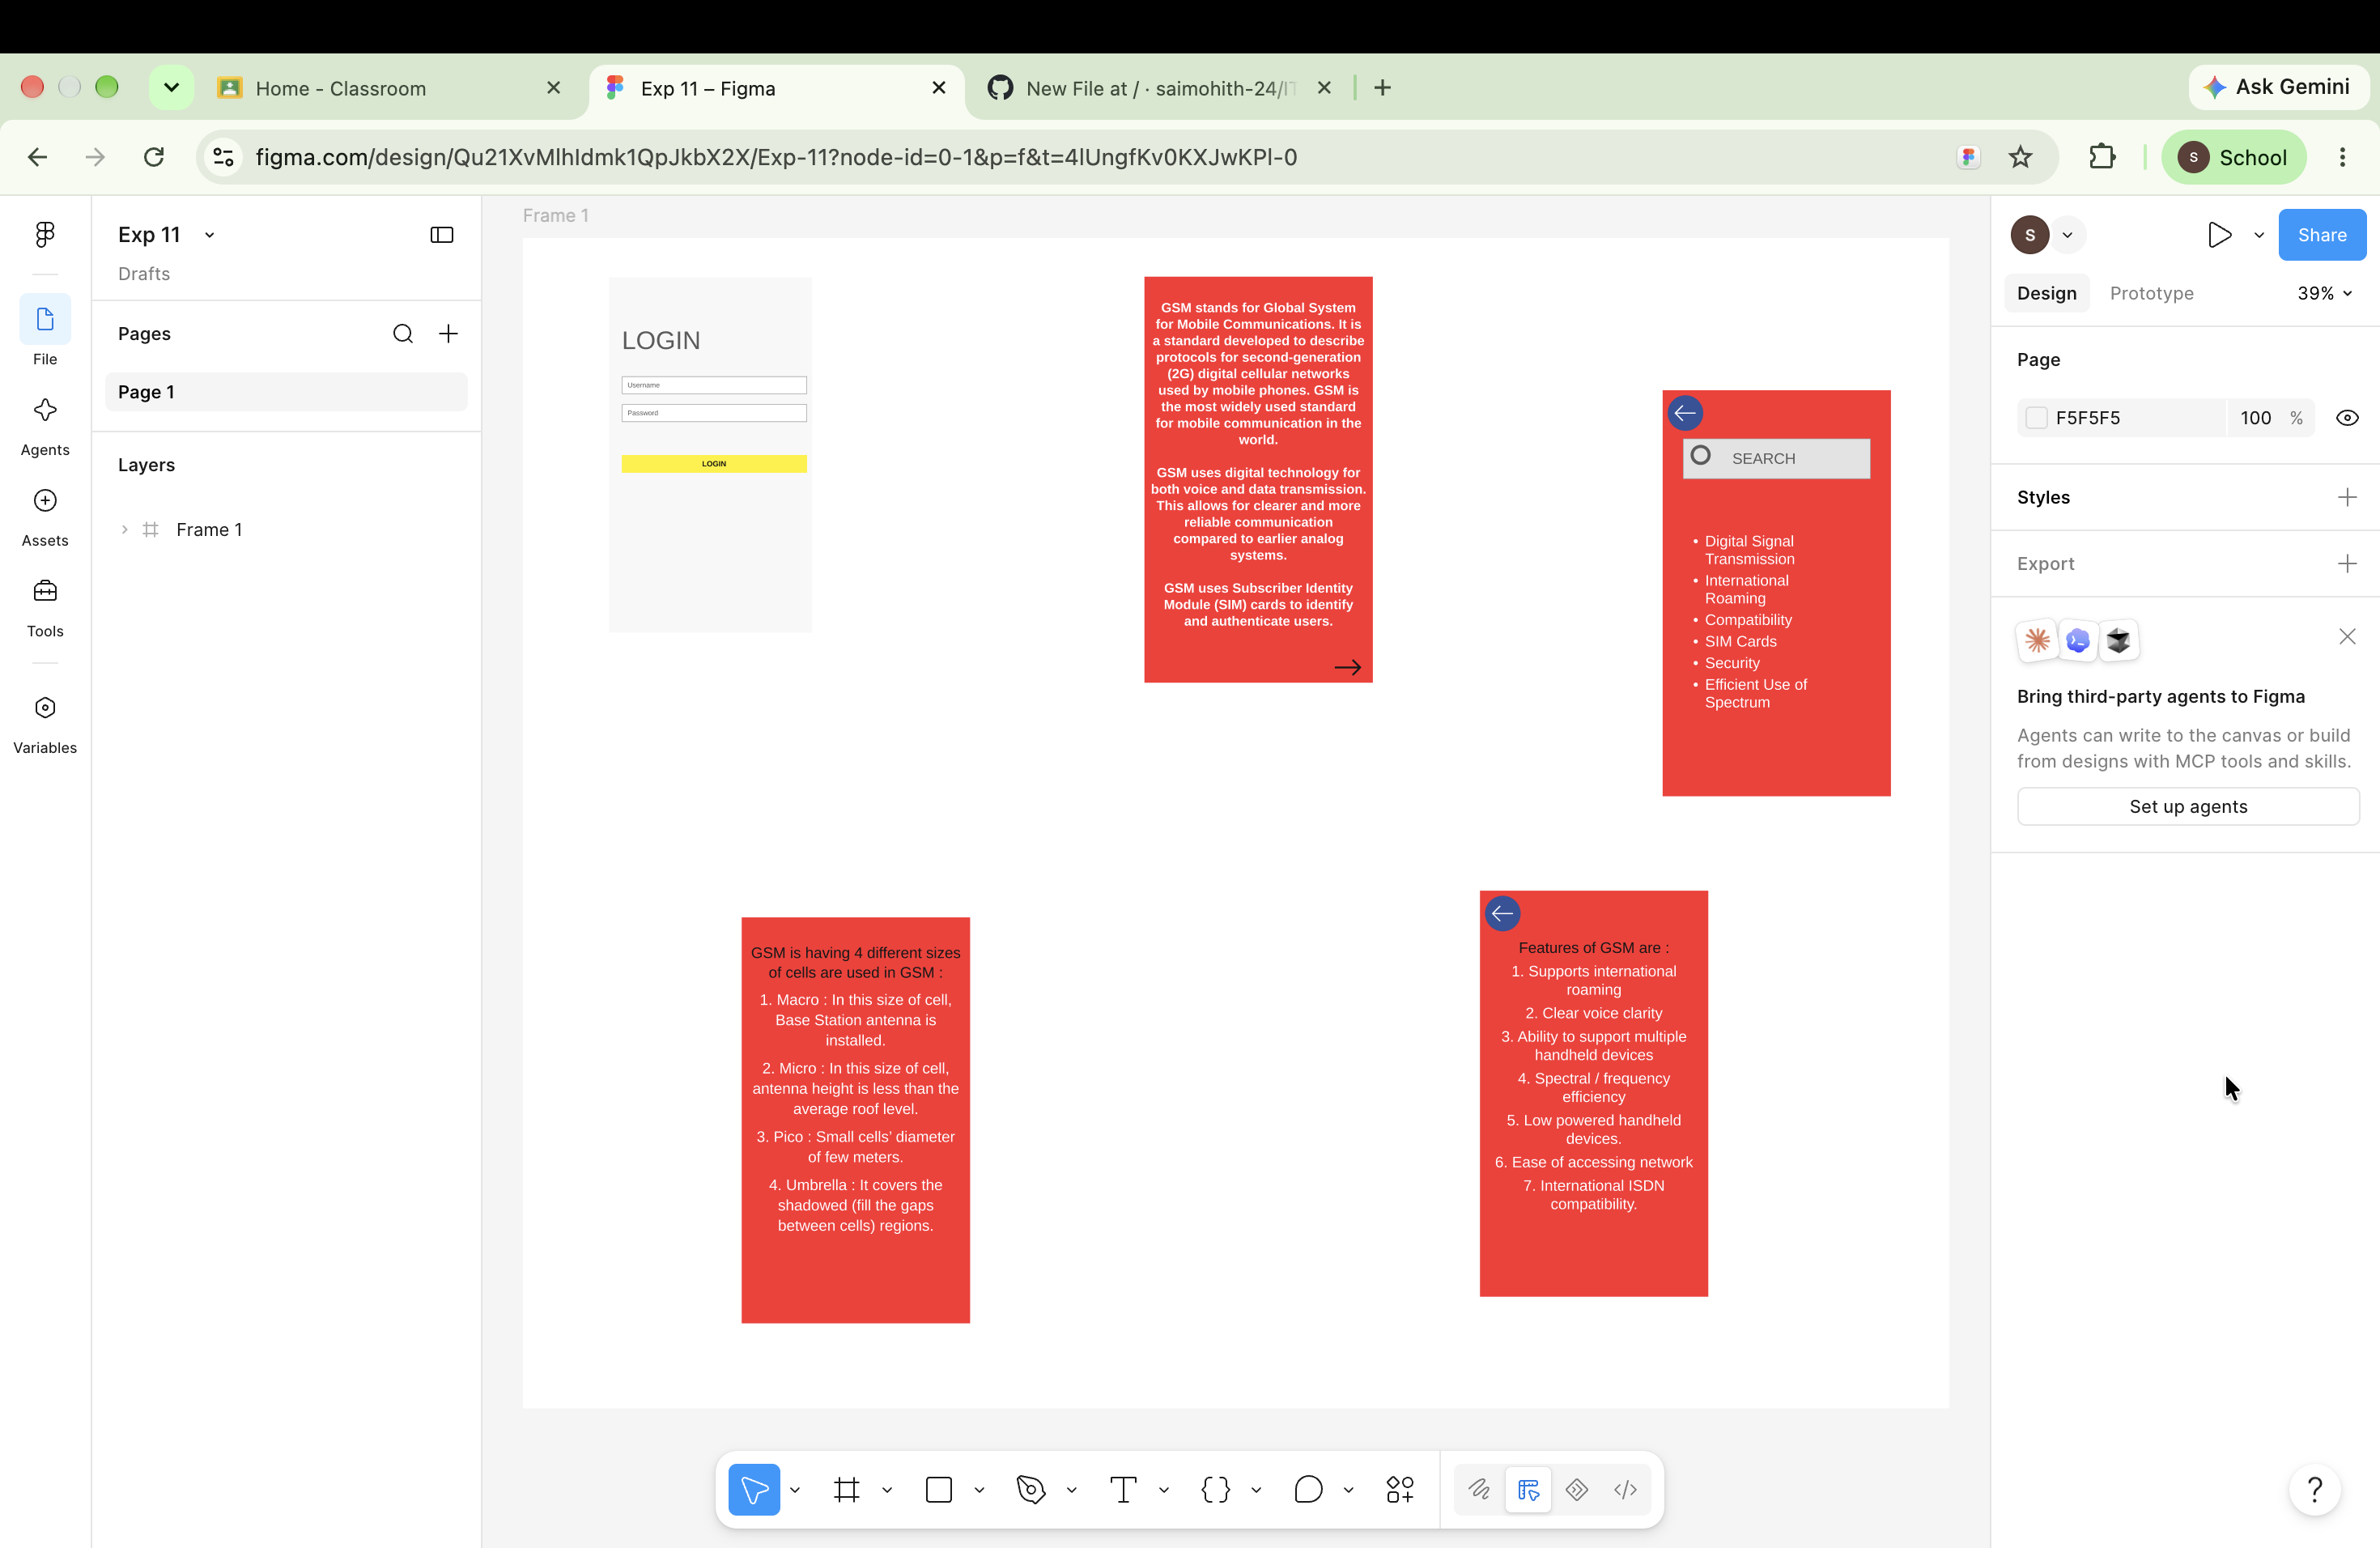 Home - Classroom
Exp 11 – Figma
New File at / · saimohith-24/
Ask Gemini
figma.com/design/Qu21XvMlhIdmk1QpJkbX2X/Exp-11?node-id=0-1&p=f&t=4lUngfKv0KXJwKPl-0
S
School
Exp 11
Drafts
File
Pages
Page 1
Agents
Layers
Assets
Frame 1
Tools
Variables
Frame 1
LOGIN
Username
Password
LOGIN
GSM stands for Global System
for Mobile Communications. It is
a standard developed to describe
protocols for second-generation
(2G) digital cellular networks
used by mobile phones. GSM is
the most widely used standard
for mobile communication in the
world.
GSM uses digital technology for
both voice and data transmission.
This allows for clearer and more
reliable communication
compared to earlier analog
systems.
GSM uses Subscriber Identity
Module (SIM) cards to identify
and authenticate users.
SEARCH
• Digital Signal
Transmission
• International
Roaming
• Compatibility
• SIM Cards
• Security
• Efficient Use of
Spectrum
GSM is having 4 different sizes
of cells are used in GSM :
1. Macro : In this size of cell,
Base Station antenna is
installed.
2. Micro : In this size of cell,
antenna height is less than the
average roof level.
3. Pico : Small cells' diameter
of few meters.
4. Umbrella : It covers the
shadowed (fill the gaps
between cells) regions.
Features of GSM are :
1. Supports international
roaming
2. Clear voice clarity
3. Ability to support multiple
handheld devices
4. Spectral / frequency
efficiency
5. Low powered handheld
devices.
6. Ease of accessing network
7. International ISDN
compatibility.
S
Share
Design
Prototype
39%
Page
F5F5F5
100 %
Styles
Export
Bring third-party agents to Figma
Agents can write to the canvas or build
from designs with MCP tools and skills.
Set up agents
?